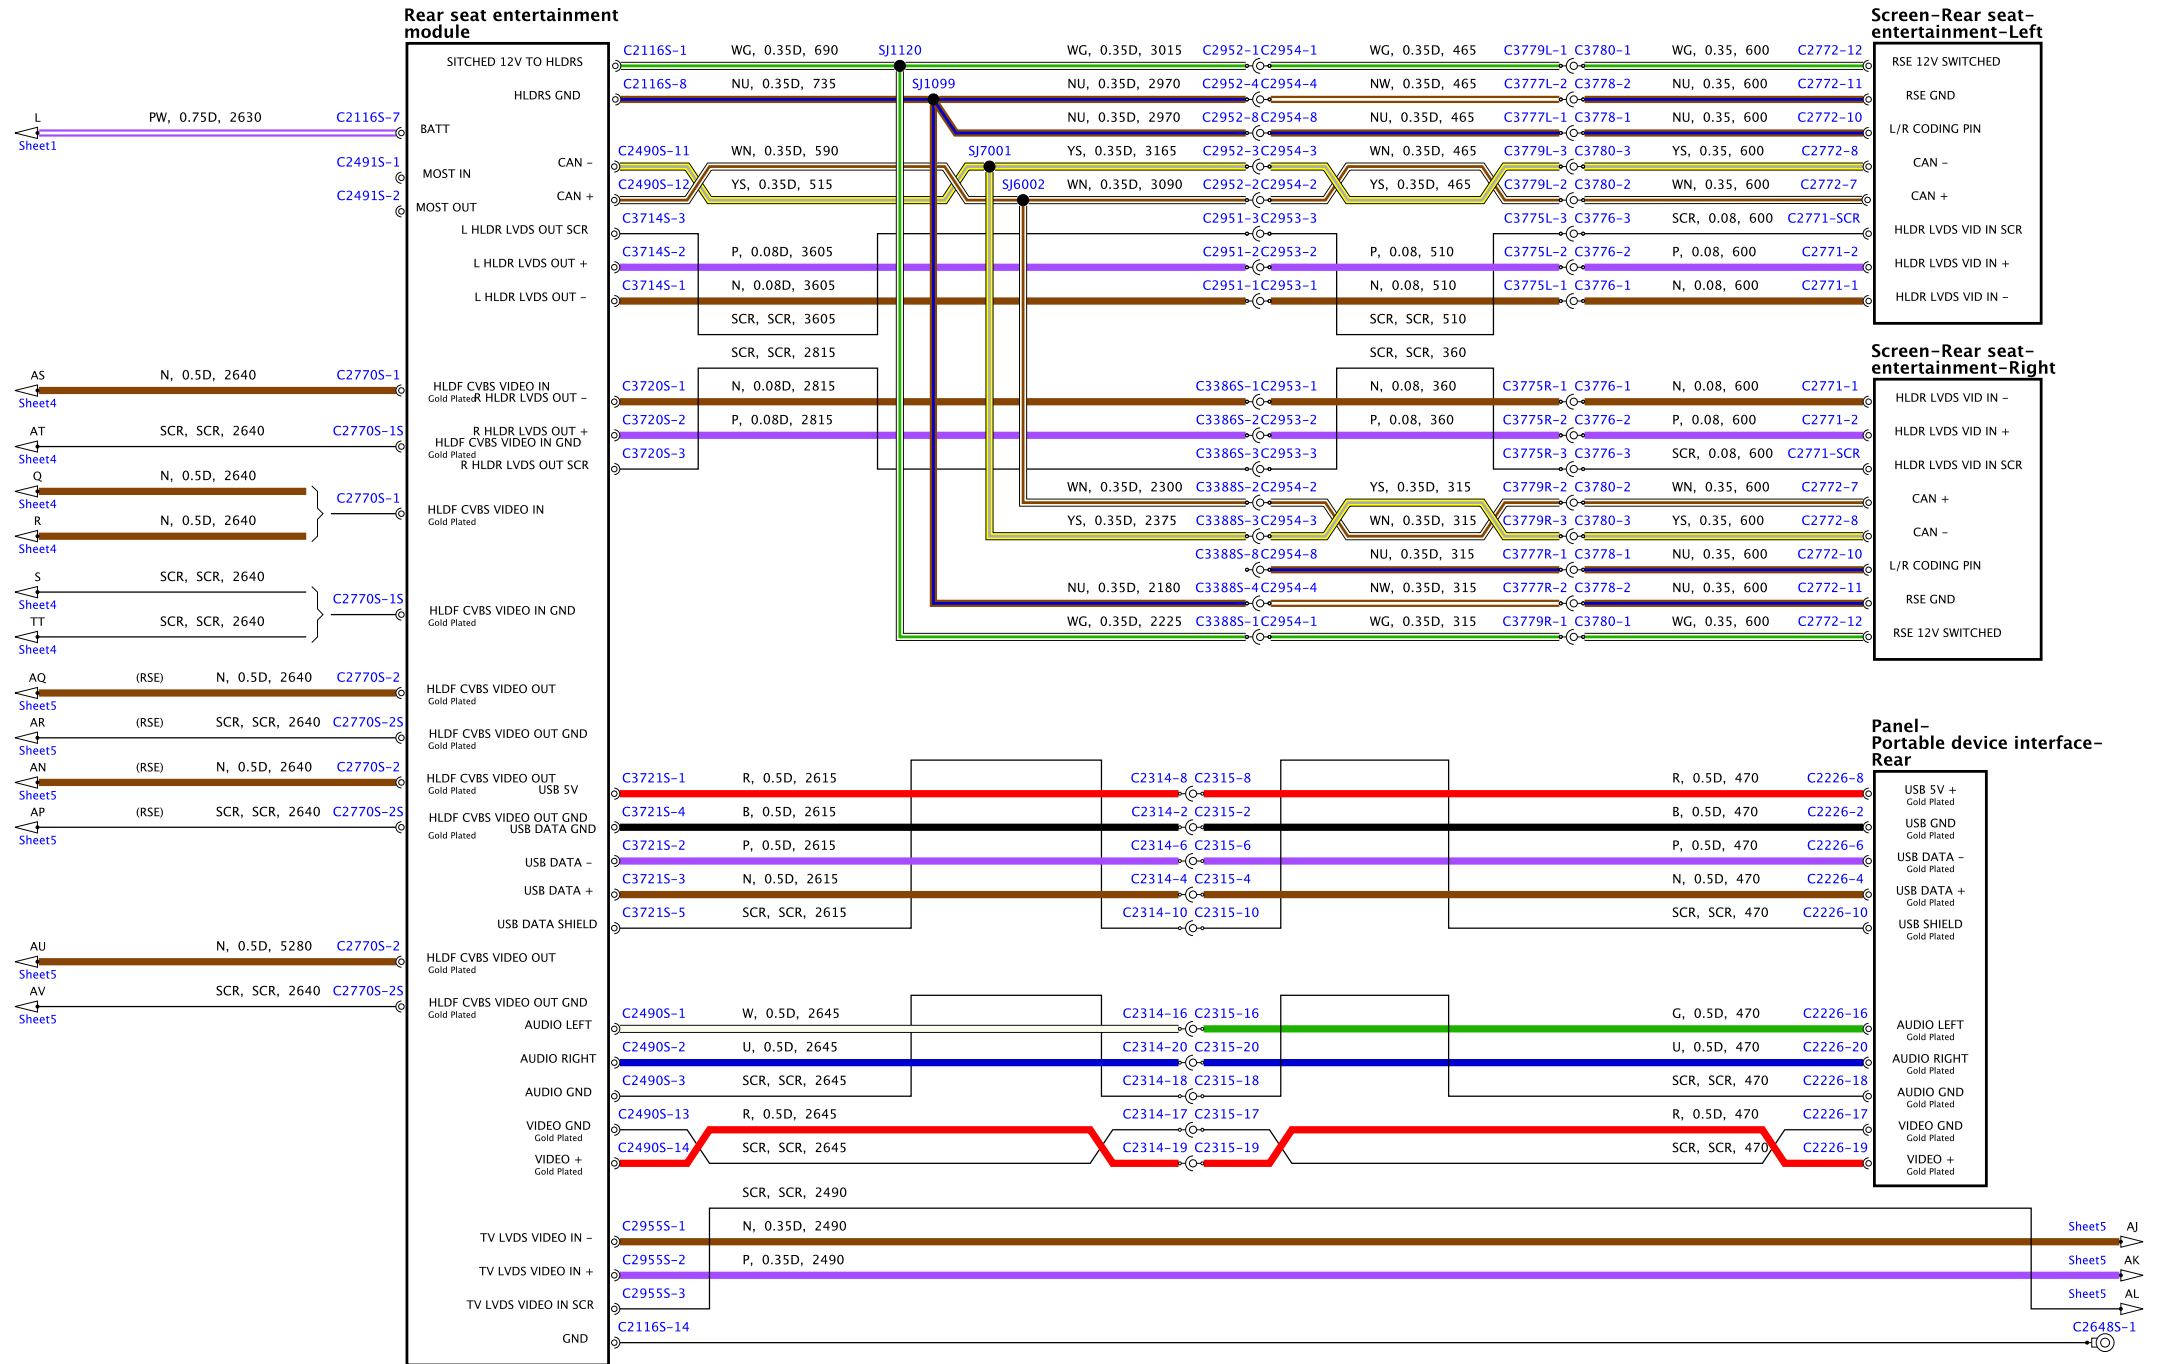 Rear seat entertainment
module
Screen-Rear seat-
entertainment-Left
SITCHED 12V TO HLDRS
C2116S-1 WG, 0.35D, 690 SJ1120 WG, 0.35D, 3015 C2952-1 C2954-1 WG, 0.35D, 465 C3779L-1 C3780-1 WG, 0.35, 600 C2772-12
RSE 12V SWITCHED
HLDRS GND
C2116S-8 NU, 0.35D, 735 SJ1099 NU, 0.35D, 2970 C2952-4 C2954-4 NW, 0.35D, 465 C3777L-2 C3778-2 NU, 0.35, 600 C2772-11
RSE GND
L PW, 0.75D, 2630 C2116S-7
Sheet1
BATT
NU, 0.35D, 2970 C2952-8 C2954-8 NU, 0.35D, 465 C3777L-1 C3778-1 NU, 0.35, 600 C2772-10
L/R CODING PIN
C2491S-1
MOST IN
CAN -
C2490S-11 WN, 0.35D, 590 SJ7001 YS, 0.35D, 3165 C2952-3 C2954-3 WN, 0.35D, 465 C3779L-3 C3780-3 YS, 0.35, 600 C2772-8
CAN -
C2491S-2
MOST OUT
CAN +
C2490S-12 YS, 0.35D, 515 SJ6002 WN, 0.35D, 3090 C2952-2 C2954-2 YS, 0.35D, 465 C3779L-2 C3780-2 WN, 0.35, 600 C2772-7
CAN +
L HLDR LVDS OUT SCR
C3714S-3 C2951-3 C2953-3 C3775L-3 C3776-3 SCR, 0.08, 600 C2771-SCR
HLDR LVDS VID IN SCR
L HLDR LVDS OUT +
C3714S-2 P, 0.08D, 3605 C2951-2 C2953-2 P, 0.08, 510 C3775L-2 C3776-2 P, 0.08, 600 C2771-2
HLDR LVDS VID IN +
L HLDR LVDS OUT -
C3714S-1 N, 0.08D, 3605 C2951-1 C2953-1 N, 0.08, 510 C3775L-1 C3776-1 N, 0.08, 600 C2771-1
HLDR LVDS VID IN -
SCR, SCR, 3605 SCR, SCR, 510
SCR, SCR, 2815 SCR, SCR, 360
Screen-Rear seat-
entertainment-Right
AS N, 0.5D, 2640 C2770S-1
Sheet4
HLDF CVBS VIDEO IN
Gold Plated
R HLDR LVDS OUT -
C3720S-1 N, 0.08D, 2815 C3386S-1 C2953-1 N, 0.08, 360 C3775R-1 C3776-1 N, 0.08, 600 C2771-1
HLDR LVDS VID IN -
AT SCR, SCR, 2640 C2770S-1S
Sheet4
R HLDR LVDS OUT +
HLDF CVBS VIDEO IN GND
Gold Plated
C3720S-2 P, 0.08D, 2815 C3386S-2 C2953-2 P, 0.08, 360 C3775R-2 C3776-2 P, 0.08, 600 C2771-2
HLDR LVDS VID IN +
R HLDR LVDS OUT SCR
C3720S-3 C3386S-3 C2953-3 C3775R-3 C3776-3 SCR, 0.08, 600 C2771-SCR
HLDR LVDS VID IN SCR
Q N, 0.5D, 2640
Sheet4
C2770S-1
HLDF CVBS VIDEO IN
Gold Plated
R N, 0.5D, 2640
Sheet4
WN, 0.35D, 2300 C3388S-2 C2954-2 YS, 0.35D, 315 C3779R-2 C3780-2 WN, 0.35, 600 C2772-7
CAN +
YS, 0.35D, 2375 C3388S-3 C2954-3 WN, 0.35D, 315 C3779R-3 C3780-3 YS, 0.35, 600 C2772-8
CAN -
C3388S-8 C2954-8 NU, 0.35D, 315 C3777R-1 C3778-1 NU, 0.35, 600 C2772-10
L/R CODING PIN
S SCR, SCR, 2640
Sheet4
C2770S-1S
HLDF CVBS VIDEO IN GND
Gold Plated
TT SCR, SCR, 2640
Sheet4
NU, 0.35D, 2180 C3388S-4 C2954-4 NW, 0.35D, 315 C3777R-2 C3778-2 NU, 0.35, 600 C2772-11
RSE GND
WG, 0.35D, 2225 C3388S-1 C2954-1 WG, 0.35D, 315 C3779R-1 C3780-1 WG, 0.35, 600 C2772-12
RSE 12V SWITCHED
AQ (RSE) N, 0.5D, 2640 C2770S-2
Sheet5
HLDF CVBS VIDEO OUT
Gold Plated
AR (RSE) SCR, SCR, 2640 C2770S-2S
Sheet5
HLDF CVBS VIDEO OUT GND
Gold Plated
Panel-
Portable device interface-
Rear
AN (RSE) N, 0.5D, 2640 C2770S-2
Sheet5
HLDF CVBS VIDEO OUT
Gold Plated
USB 5V
C3721S-1 R, 0.5D, 2615 C2314-8 C2315-8 R, 0.5D, 470 C2226-8
USB 5V +
Gold Plated
AP (RSE) SCR, SCR, 2640 C2770S-2S
Sheet5
HLDF CVBS VIDEO OUT GND
Gold Plated
USB DATA GND
C3721S-4 B, 0.5D, 2615 C2314-2 C2315-2 B, 0.5D, 470 C2226-2
USB GND
Gold Plated
USB DATA -
C3721S-2 P, 0.5D, 2615 C2314-6 C2315-6 P, 0.5D, 470 C2226-6
USB DATA -
Gold Plated
USB DATA +
C3721S-3 N, 0.5D, 2615 C2314-4 C2315-4 N, 0.5D, 470 C2226-4
USB DATA +
Gold Plated
USB DATA SHIELD
C3721S-5 SCR, SCR, 2615 C2314-10 C2315-10 SCR, SCR, 470 C2226-10
USB SHIELD
Gold Plated
AU N, 0.5D, 5280 C2770S-2
Sheet5
HLDF CVBS VIDEO OUT
Gold Plated
AV SCR, SCR, 2640 C2770S-2S
Sheet5
HLDF CVBS VIDEO OUT GND
Gold Plated
AUDIO LEFT
C2490S-1 W, 0.5D, 2645 C2314-16 C2315-16 G, 0.5D, 470 C2226-16
AUDIO LEFT
Gold Plated
AUDIO RIGHT
C2490S-2 U, 0.5D, 2645 C2314-20 C2315-20 U, 0.5D, 470 C2226-20
AUDIO RIGHT
Gold Plated
AUDIO GND
C2490S-3 SCR, SCR, 2645 C2314-18 C2315-18 SCR, SCR, 470 C2226-18
AUDIO GND
Gold Plated
VIDEO GND
Gold Plated
C2490S-13 R, 0.5D, 2645 C2314-17 C2315-17 R, 0.5D, 470 C2226-17
VIDEO GND
Gold Plated
VIDEO +
Gold Plated
C2490S-14 SCR, SCR, 2645 C2314-19 C2315-19 SCR, SCR, 470 C2226-19
VIDEO +
Gold Plated
SCR, SCR, 2490
TV LVDS VIDEO IN -
C2955S-1 N, 0.35D, 2490 Sheet5 AJ
TV LVDS VIDEO IN +
C2955S-2 P, 0.35D, 2490 Sheet5 AK
TV LVDS VIDEO IN SCR
C2955S-3 Sheet5 AL
GND
C2116S-14 C2648S-1